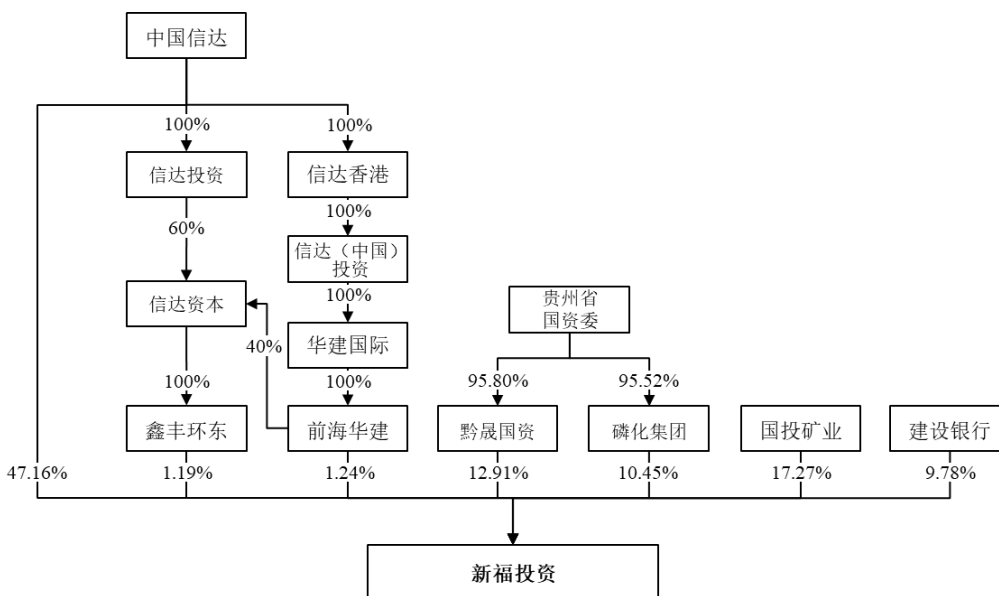 中国信达
100%
100%
信达投资
信达香港
100%
60%
信达（中国）
投资
信达资本
100%
贵州省
国资委
40%
华建国际
100%
100%
95.80%
95.52%
鑫丰环东
前海华建
黔晟国资
磷化集团
国投矿业
建设银行
47.16%
1.19%
1.24%
12.91%
10.45%
17.27%
9.78%
新福投资